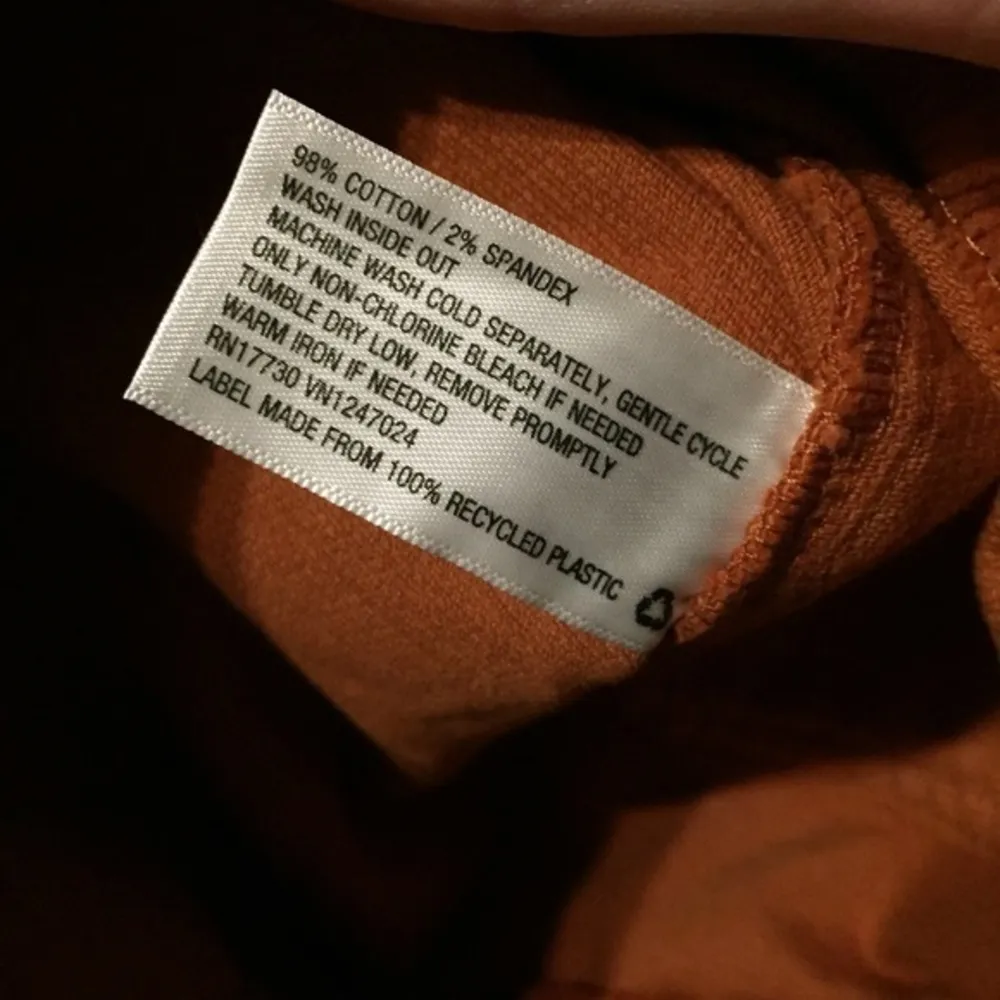 98% COTTON / 2% SPANDEX
WASH INSIDE OUT
MACHINE WASH COLD SEPARATELY, GENTLE CYCLE
ONLY NON-CHLORINE BLEACH IF NEEDED
TUMBLE DRY LOW, REMOVE PROMPTLY
WARM IRON IF NEEDED
RN17730 VN1247024
LABEL MADE FROM 100% RECYCLED PLASTIC